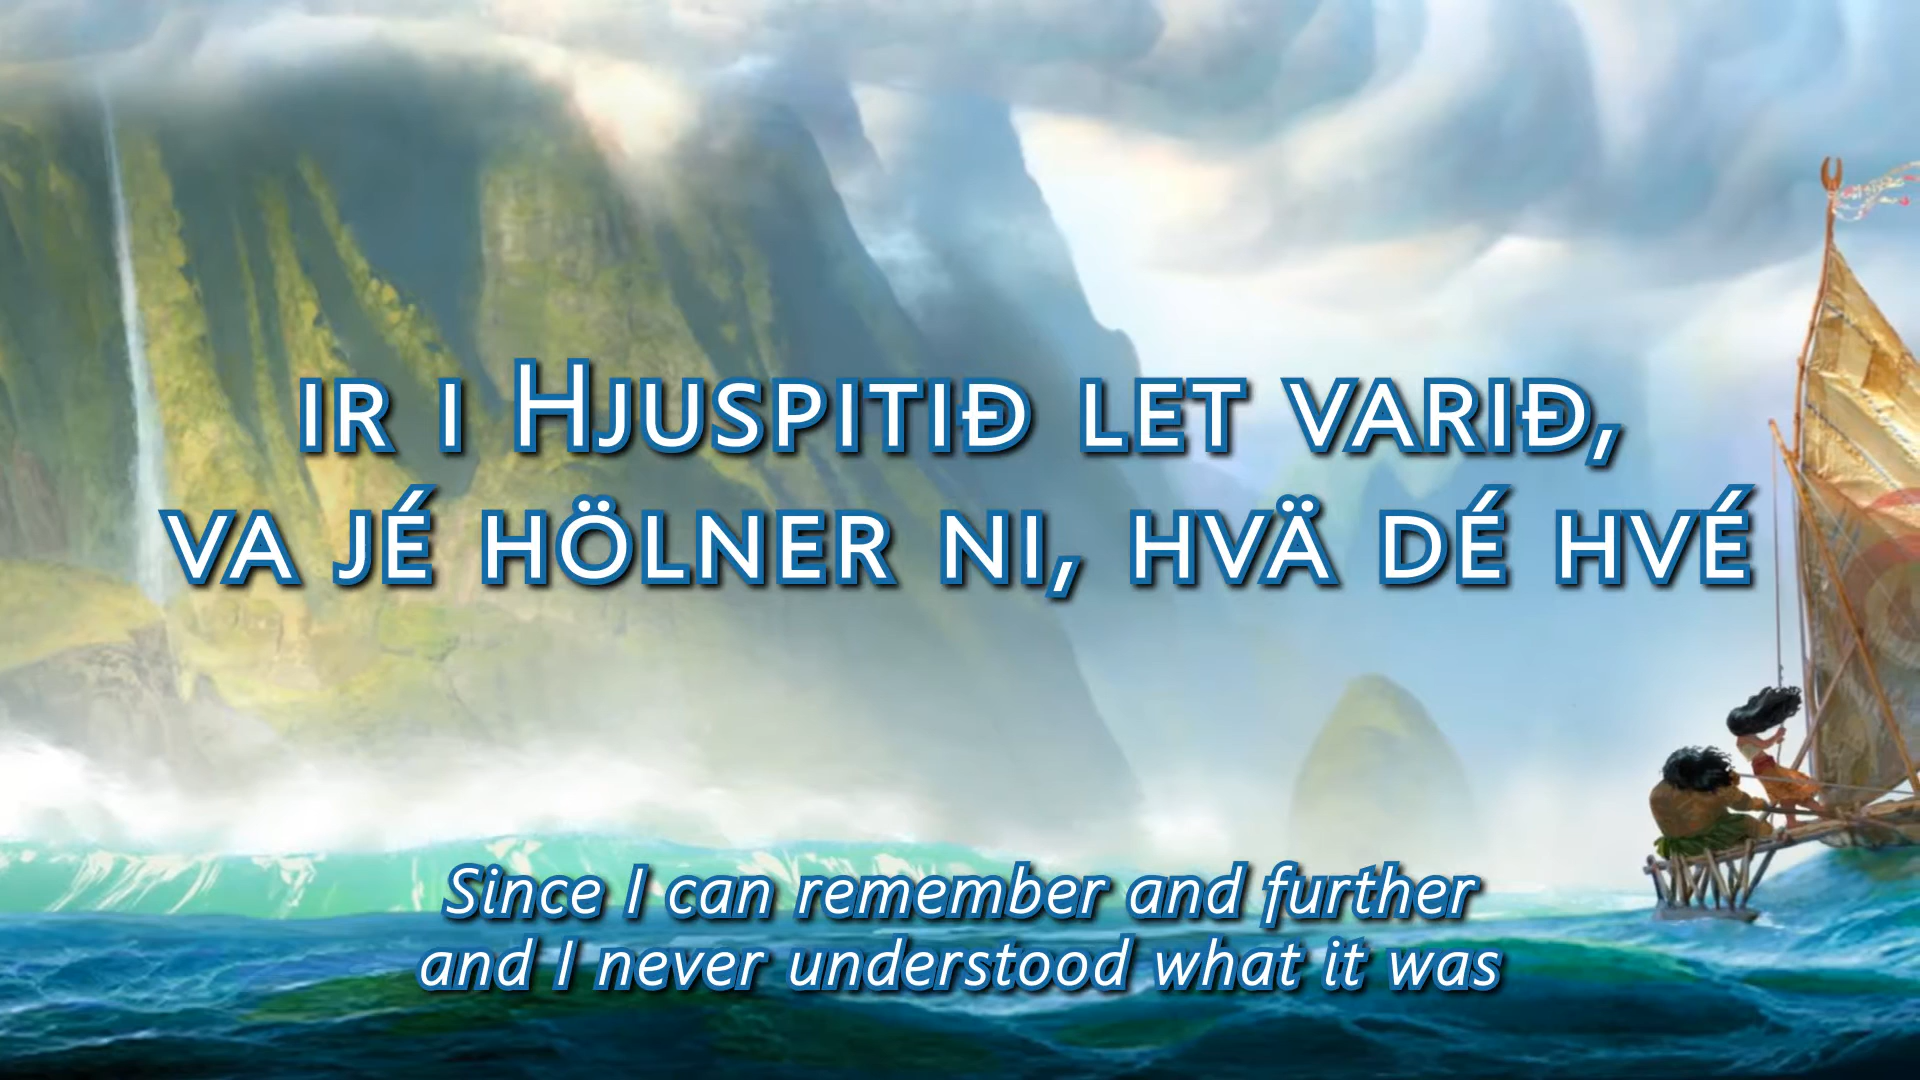 ir i Hjuspitið let varið,
va jé hölner ni, hvä dé hvé
Since I can remember and further
and I never understood what it was